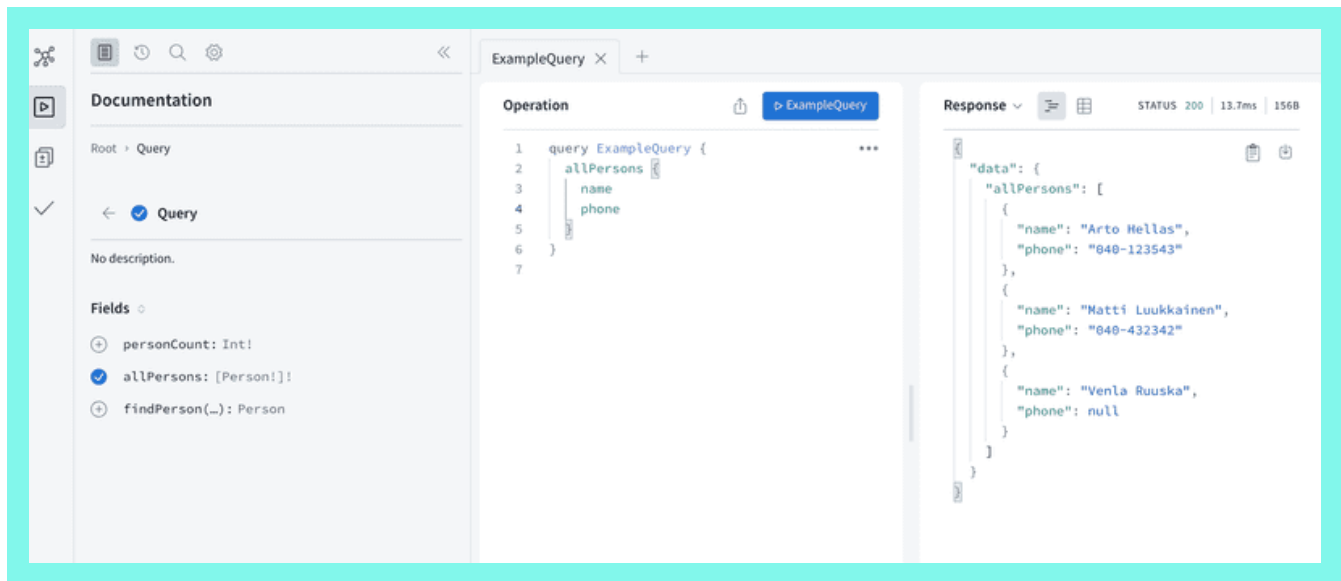 Documentation
Root › Query
Query
No description.
Fields
personCount: Int!
allPersons: [Person!]!
findPerson(…): Person
ExampleQuery
Operation
ExampleQuery
1 query ExampleQuery {
2 allPersons {
3 name
4 phone
5 }
6 }
7
Response
STATUS 200 13.7ms 156B
{
"data": {
"allPersons": [
{
"name": "Arto Hellas",
"phone": "040-123543"
},
{
"name": "Matti Luukkainen",
"phone": "040-432342"
},
{
"name": "Venla Ruuska",
"phone": null
}
]
}
}